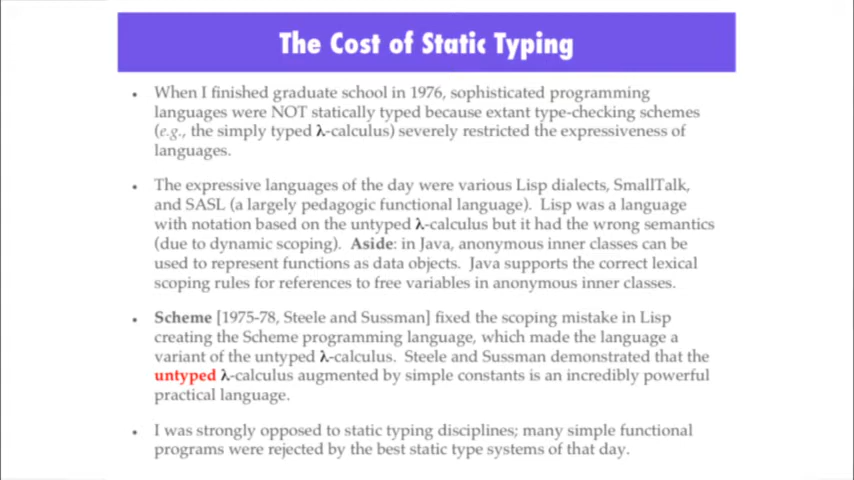 The Cost of Static Typing
• When I finished graduate school in 1976, sophisticated programming
languages were NOT statically typed because extant type-checking schemes
(e.g., the simply typed λ-calculus) severely restricted the expressiveness of
languages.
• The expressive languages of the day were various Lisp dialects, SmallTalk,
and SASL (a largely pedagogic functional language). Lisp was a language
with notation based on the untyped λ-calculus but it had the wrong semantics
(due to dynamic scoping). Aside: in Java, anonymous inner classes can be
used to represent functions as data objects. Java supports the correct lexical
scoping rules for references to free variables in anonymous inner classes.
• Scheme [1975-78, Steele and Sussman] fixed the scoping mistake in Lisp
creating the Scheme programming language, which made the language a
variant of the untyped λ-calculus. Steele and Sussman demonstrated that the
untyped λ-calculus augmented by simple constants is an incredibly powerful
practical language.
• I was strongly opposed to static typing disciplines; many simple functional
programs were rejected by the best static type systems of that day.